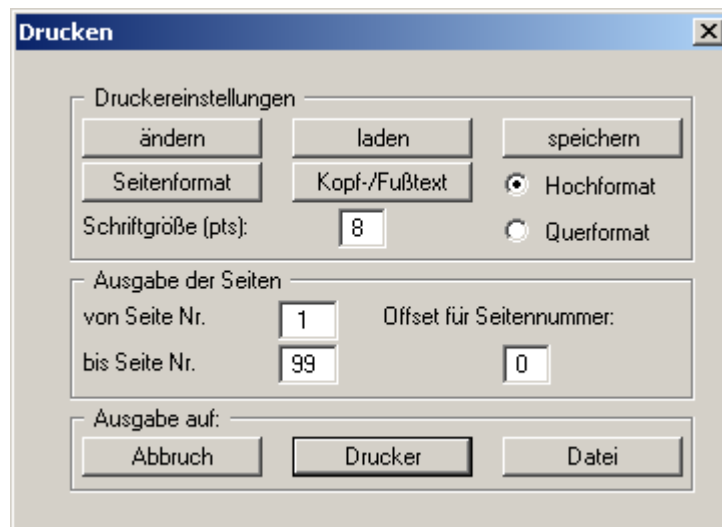 Drucken
Druckereinstellungen
ändern laden speichern
Seitenformat Kopf-/Fußtext Hochformat
Schriftgröße (pts): 8 Querformat
Ausgabe der Seiten
von Seite Nr. 1 Offset für Seitennummer:
bis Seite Nr. 99 0
Ausgabe auf:
Abbruch Drucker Datei